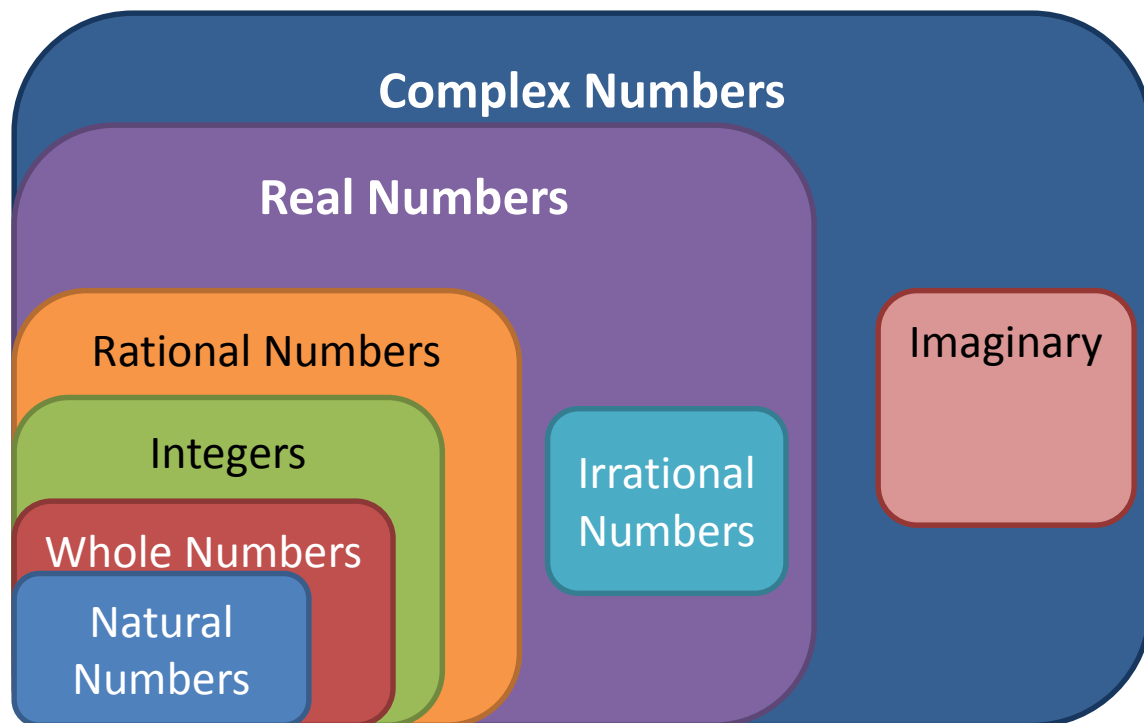 Complex Numbers
Real Numbers
Rational Numbers
Imaginary
Integers
Irrational
Numbers
Whole Numbers
Natural
Numbers